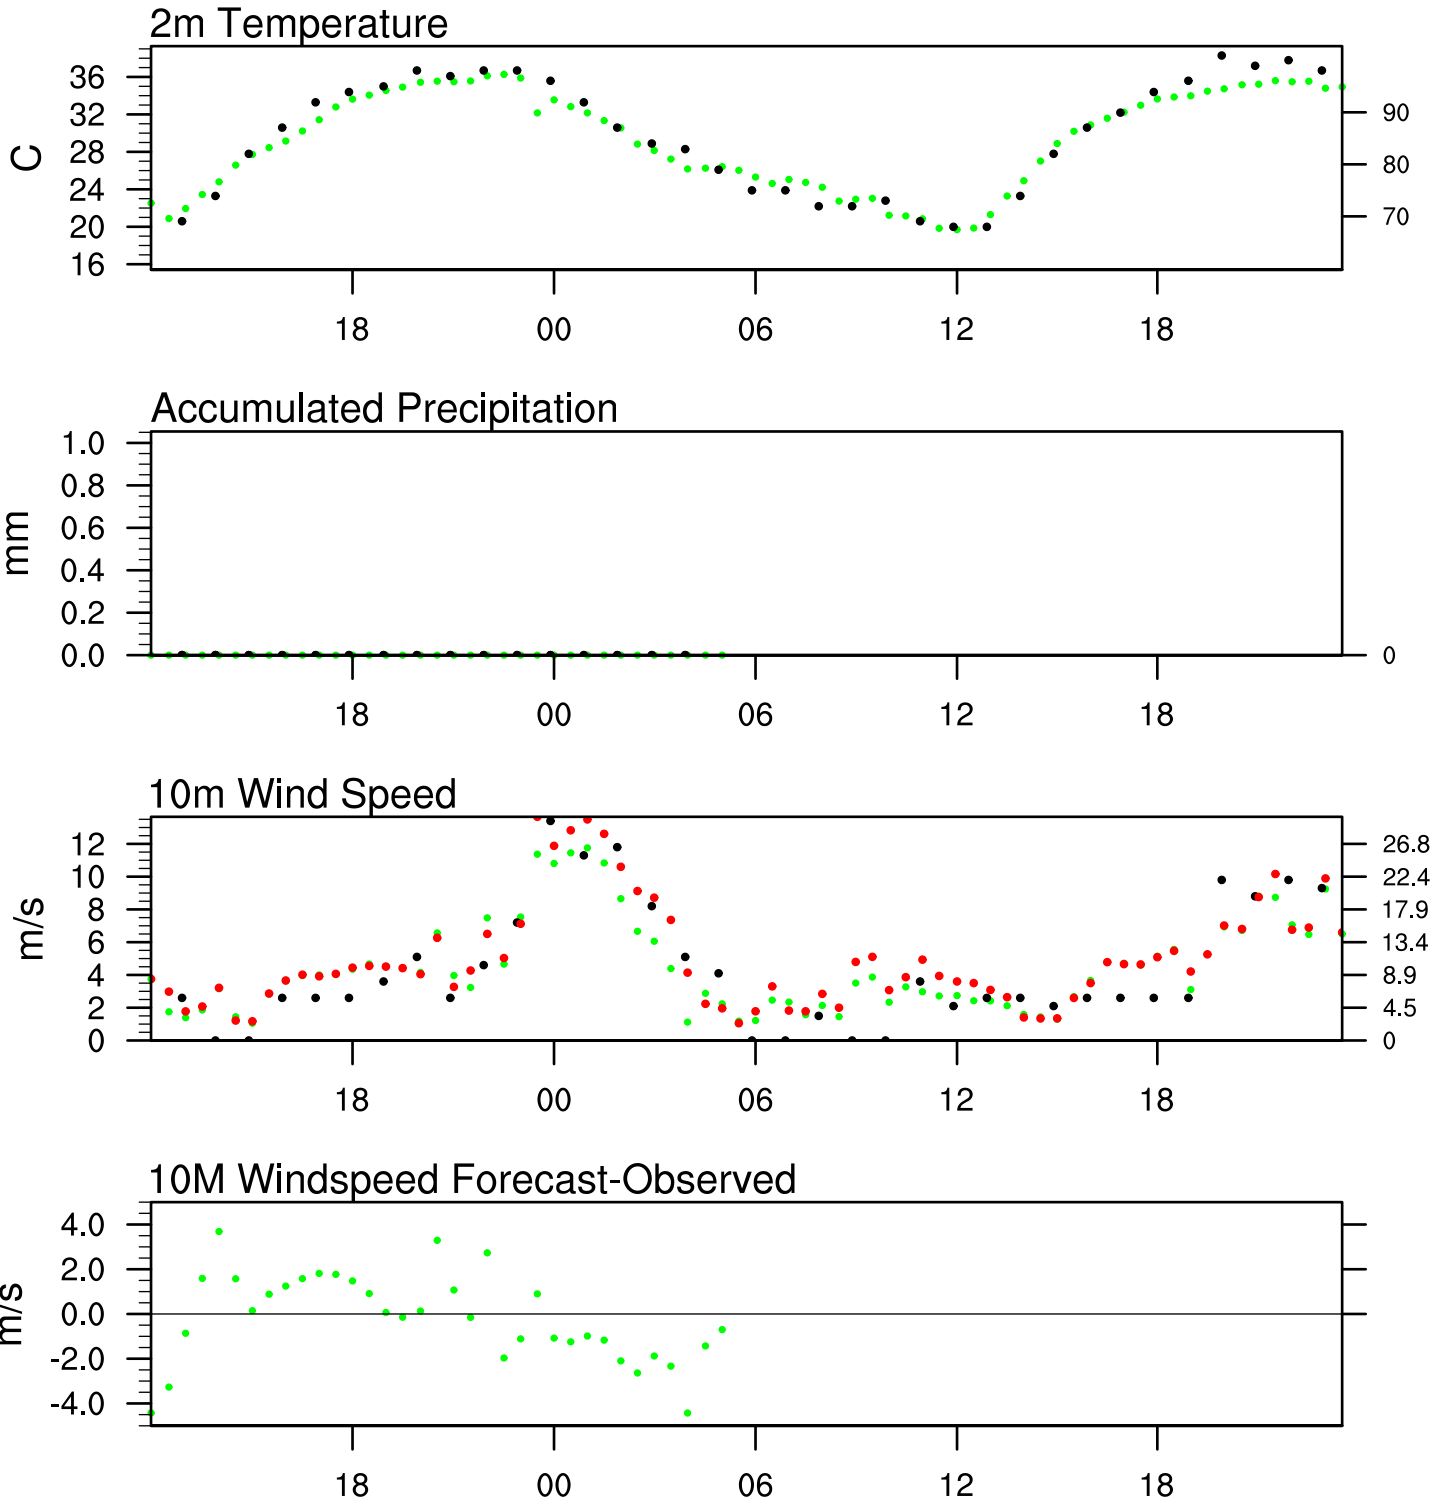 2m Temperature
36
32
28
24
20
16
C
90
80
70
18 00 06 12 18
Accumulated Precipitation
1.0
0.8
0.6
0.4
0.2
0.0
mm
0
18 00 06 12 18
10m Wind Speed
12
10
8
6
4
2
0
m/s
26.8
22.4
17.9
13.4
8.9
4.5
0
18 00 06 12 18
10M Windspeed Forecast-Observed
4.0
2.0
0.0
-2.0
-4.0
m/s
18 00 06 12 18